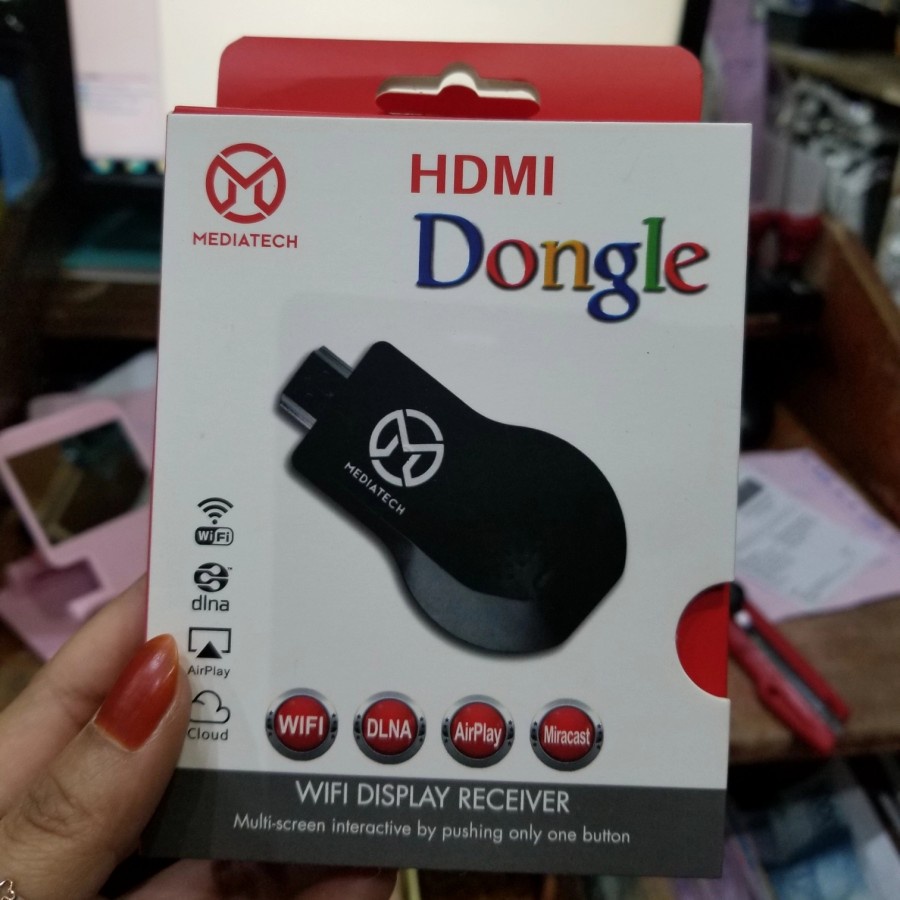 MEDIATECH
HDMI
Dongle
MEDIATECH
WiFi
dlna
AirPlay
Cloud
WIFI
DLNA
AirPlay
Miracast
WIFI DISPLAY RECEIVER
Multi-screen interactive by pushing only one button